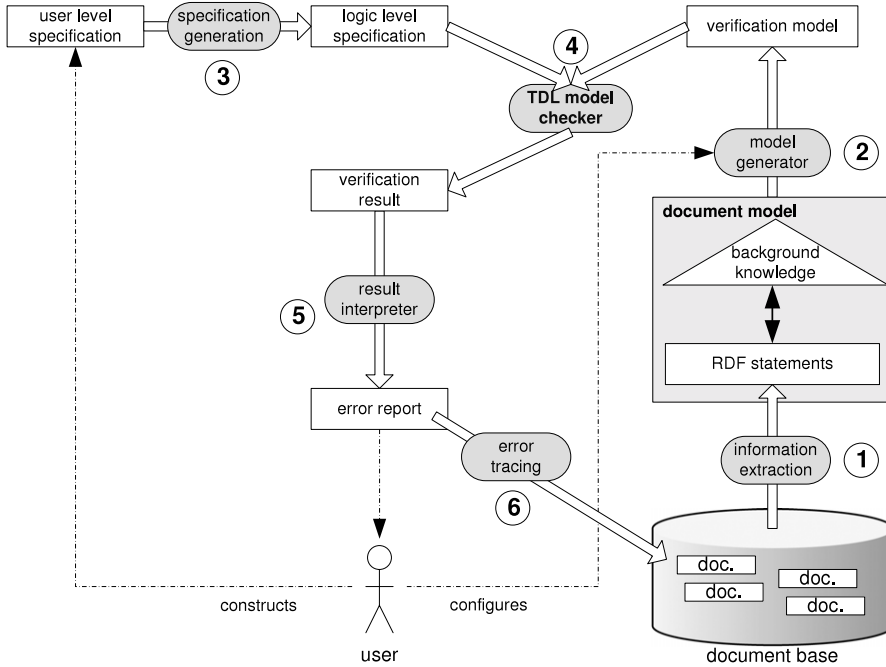 user level
specification
specification
generation
logic level
specification
verification model
3
4
TDL model
checker
model
generator
2
verification
result
document model
background
knowledge
result
interpreter
5
RDF statements
error report
error
tracing
6
information
extraction
1
doc.
doc.
doc.
doc.
constructs
configures
user
document base